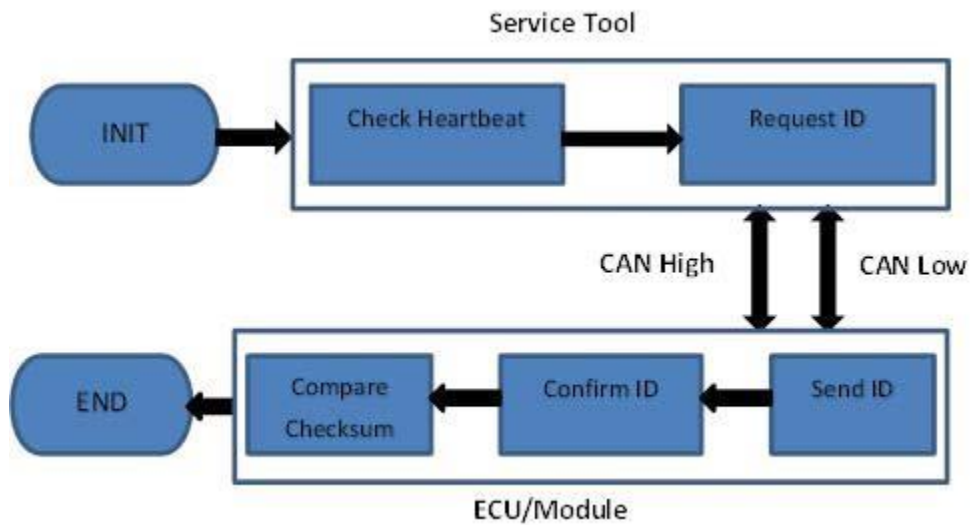 Service Tool
INIT
Check Heartbeat
Request ID
CAN High
CAN Low
END
Compare
Checksum
Confirm ID
Send ID
ECU/Module